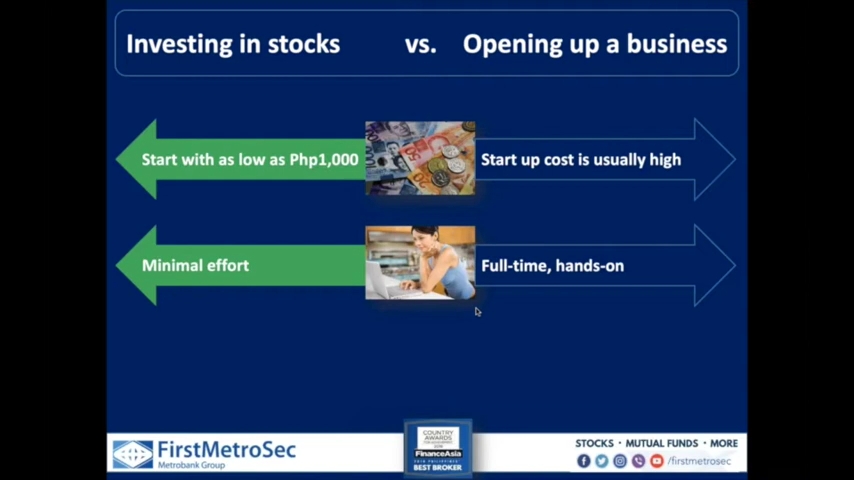 Investing in stocks vs. Opening up a business
Start with as low as Php1,000
Start up cost is usually high
Minimal effort
Full-time, hands-on
FirstMetroSec
Metrobank Group
COUNTRY
AWARDS
FinanceAsia
BEST BROKER
STOCKS · MUTUAL FUNDS · MORE
/firstmetrosec